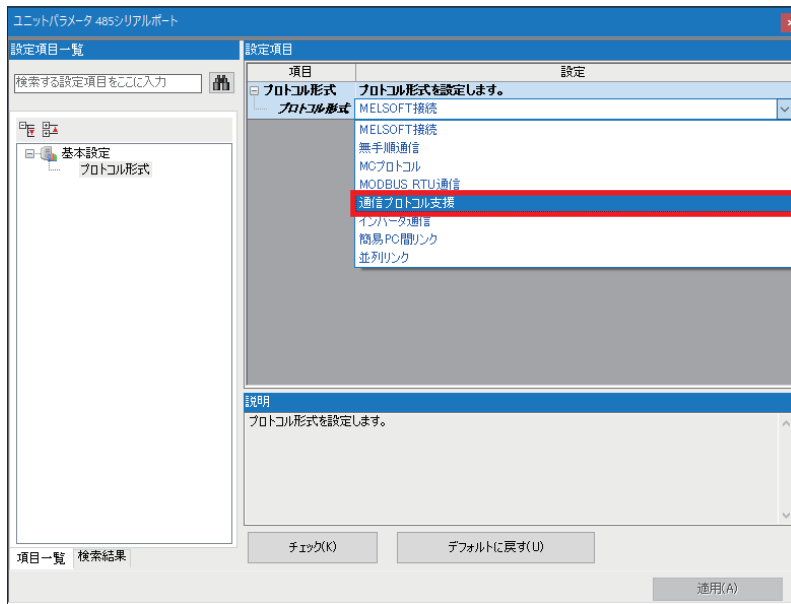 ユニットパラメータ 485シリアルポート
設定項目一覧
検索する設定項目をここに入力
基本設定
プロトコル形式
項目一覧 検索結果
設定項目
項目 設定
プロトコル形式 プロトコル形式を設定します。
プロトコル形式 MELSOFT接続
MELSOFT接続
無手順通信
MCプロトコル
MODBUS_RTU通信
通信プロトコル支援
インバータ通信
簡易PC間リンク
並列リンク
説明
プロトコル形式を設定します。
チェック(K) デフォルトに戻す(U)
適用(A)